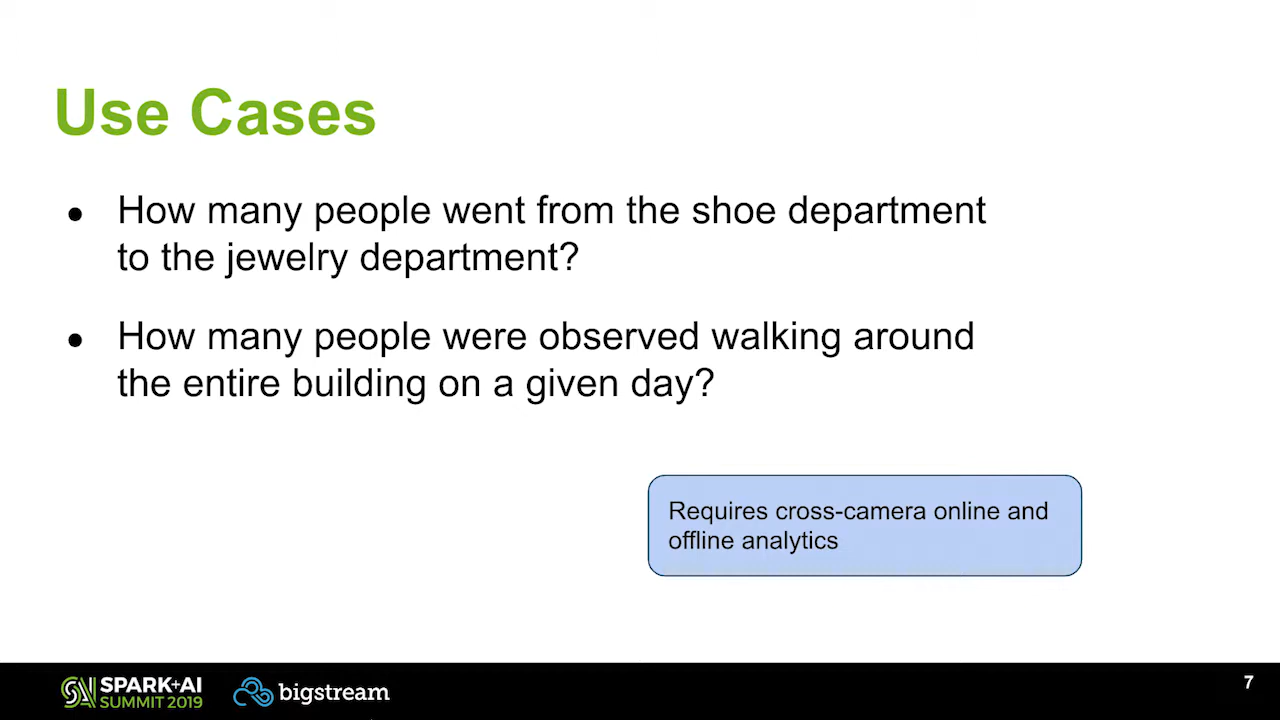 Use Cases
● How many people went from the shoe department
to the jewelry department?
● How many people were observed walking around
the entire building on a given day?
Requires cross-camera online and
offline analytics
SPARK+AI
SUMMIT 2019
bigstream
7